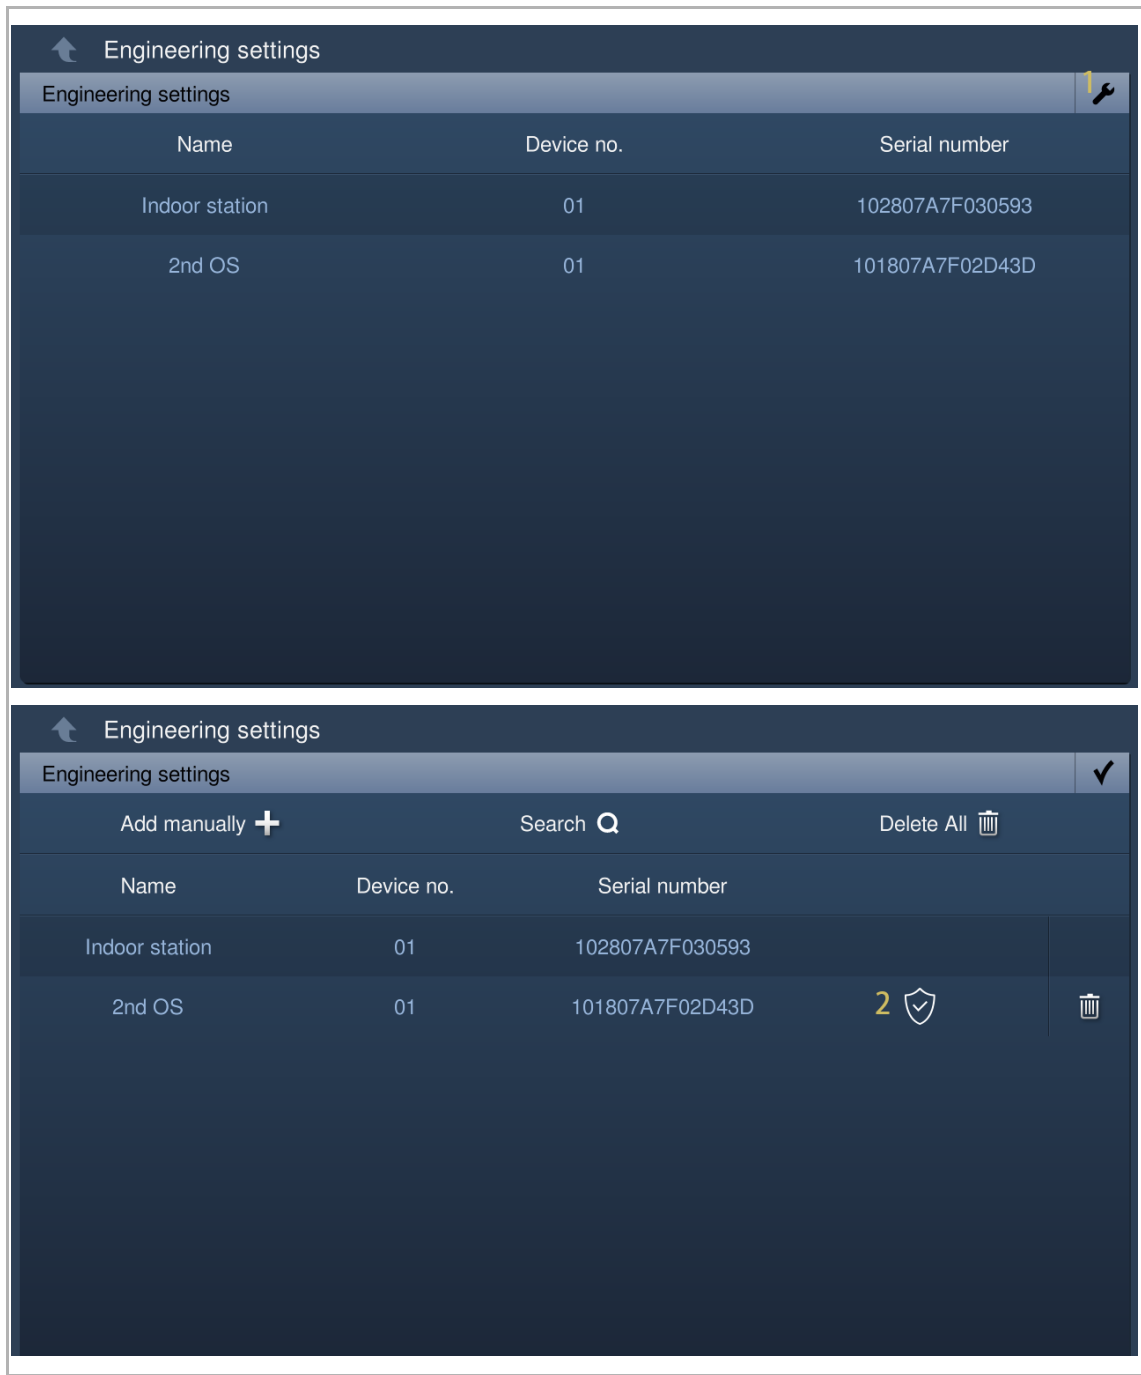 Engineering settings
Engineering settings 1
Name Device no. Serial number
Indoor station 01 102807A7F030593
2nd OS 01 101807A7F02D43D
Engineering settings
Engineering settings
Add manually Search Delete All
Name Device no. Serial number
Indoor station 01 102807A7F030593
2nd OS 01 101807A7F02D43D 2